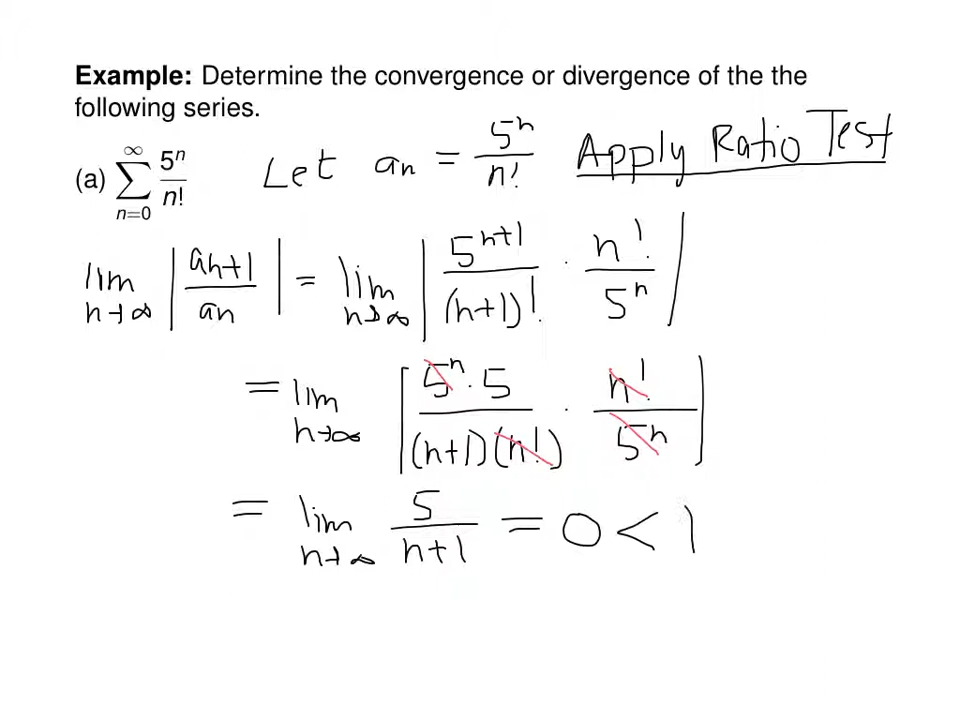 Example: Determine the convergence or divergence of the the
following series.
(a) ∑_{n=0}^{∞} 5^n/n! Let a_n = 5^n/n! Apply Ratio Test
lim_{n→∞} |a_{n+1}/a_n| = lim_{n→∞} |5^{n+1}/(n+1)! · n!/5^n|
= lim_{n→∞} |5^n · 5/(n+1)(n!) · n!/5^n|
= lim_{n→∞} 5/(n+1) = 0 < 1